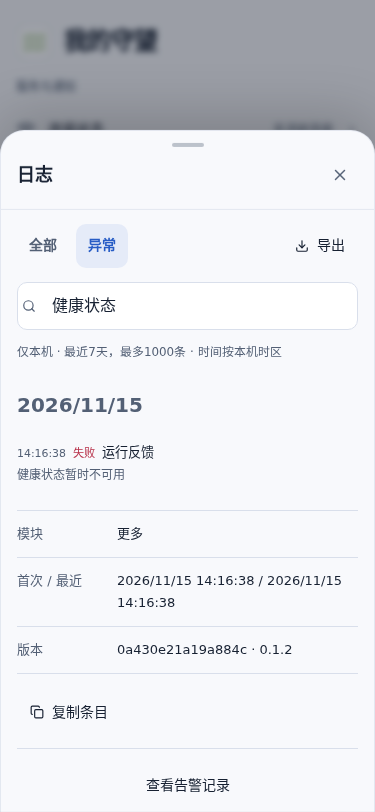 我的守望
日志
全部 异常 导出
健康状态
仅本机 · 最近7天，最多1000条 · 时间按本机时区
2026/11/15
14:16:38 失败 运行反馈
健康状态暂时不可用
模块 更多
首次 / 最近 2026/11/15 14:16:38 / 2026/11/15
14:16:38
版本 0a430e21a19a884c · 0.1.2
复制条目
查看告警记录